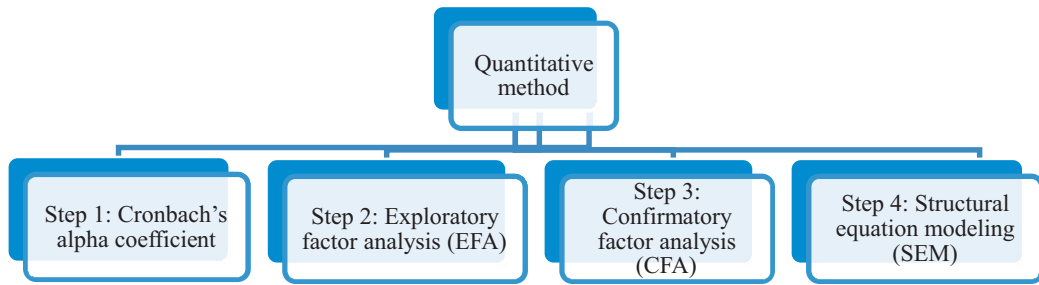 Quantitative
method
Step 1: Cronbach’s
alpha coefficient
Step 2: Exploratory
factor analysis (EFA)
Step 3:
Confirmatory
factor analysis
(CFA)
Step 4: Structural
equation modeling
(SEM)